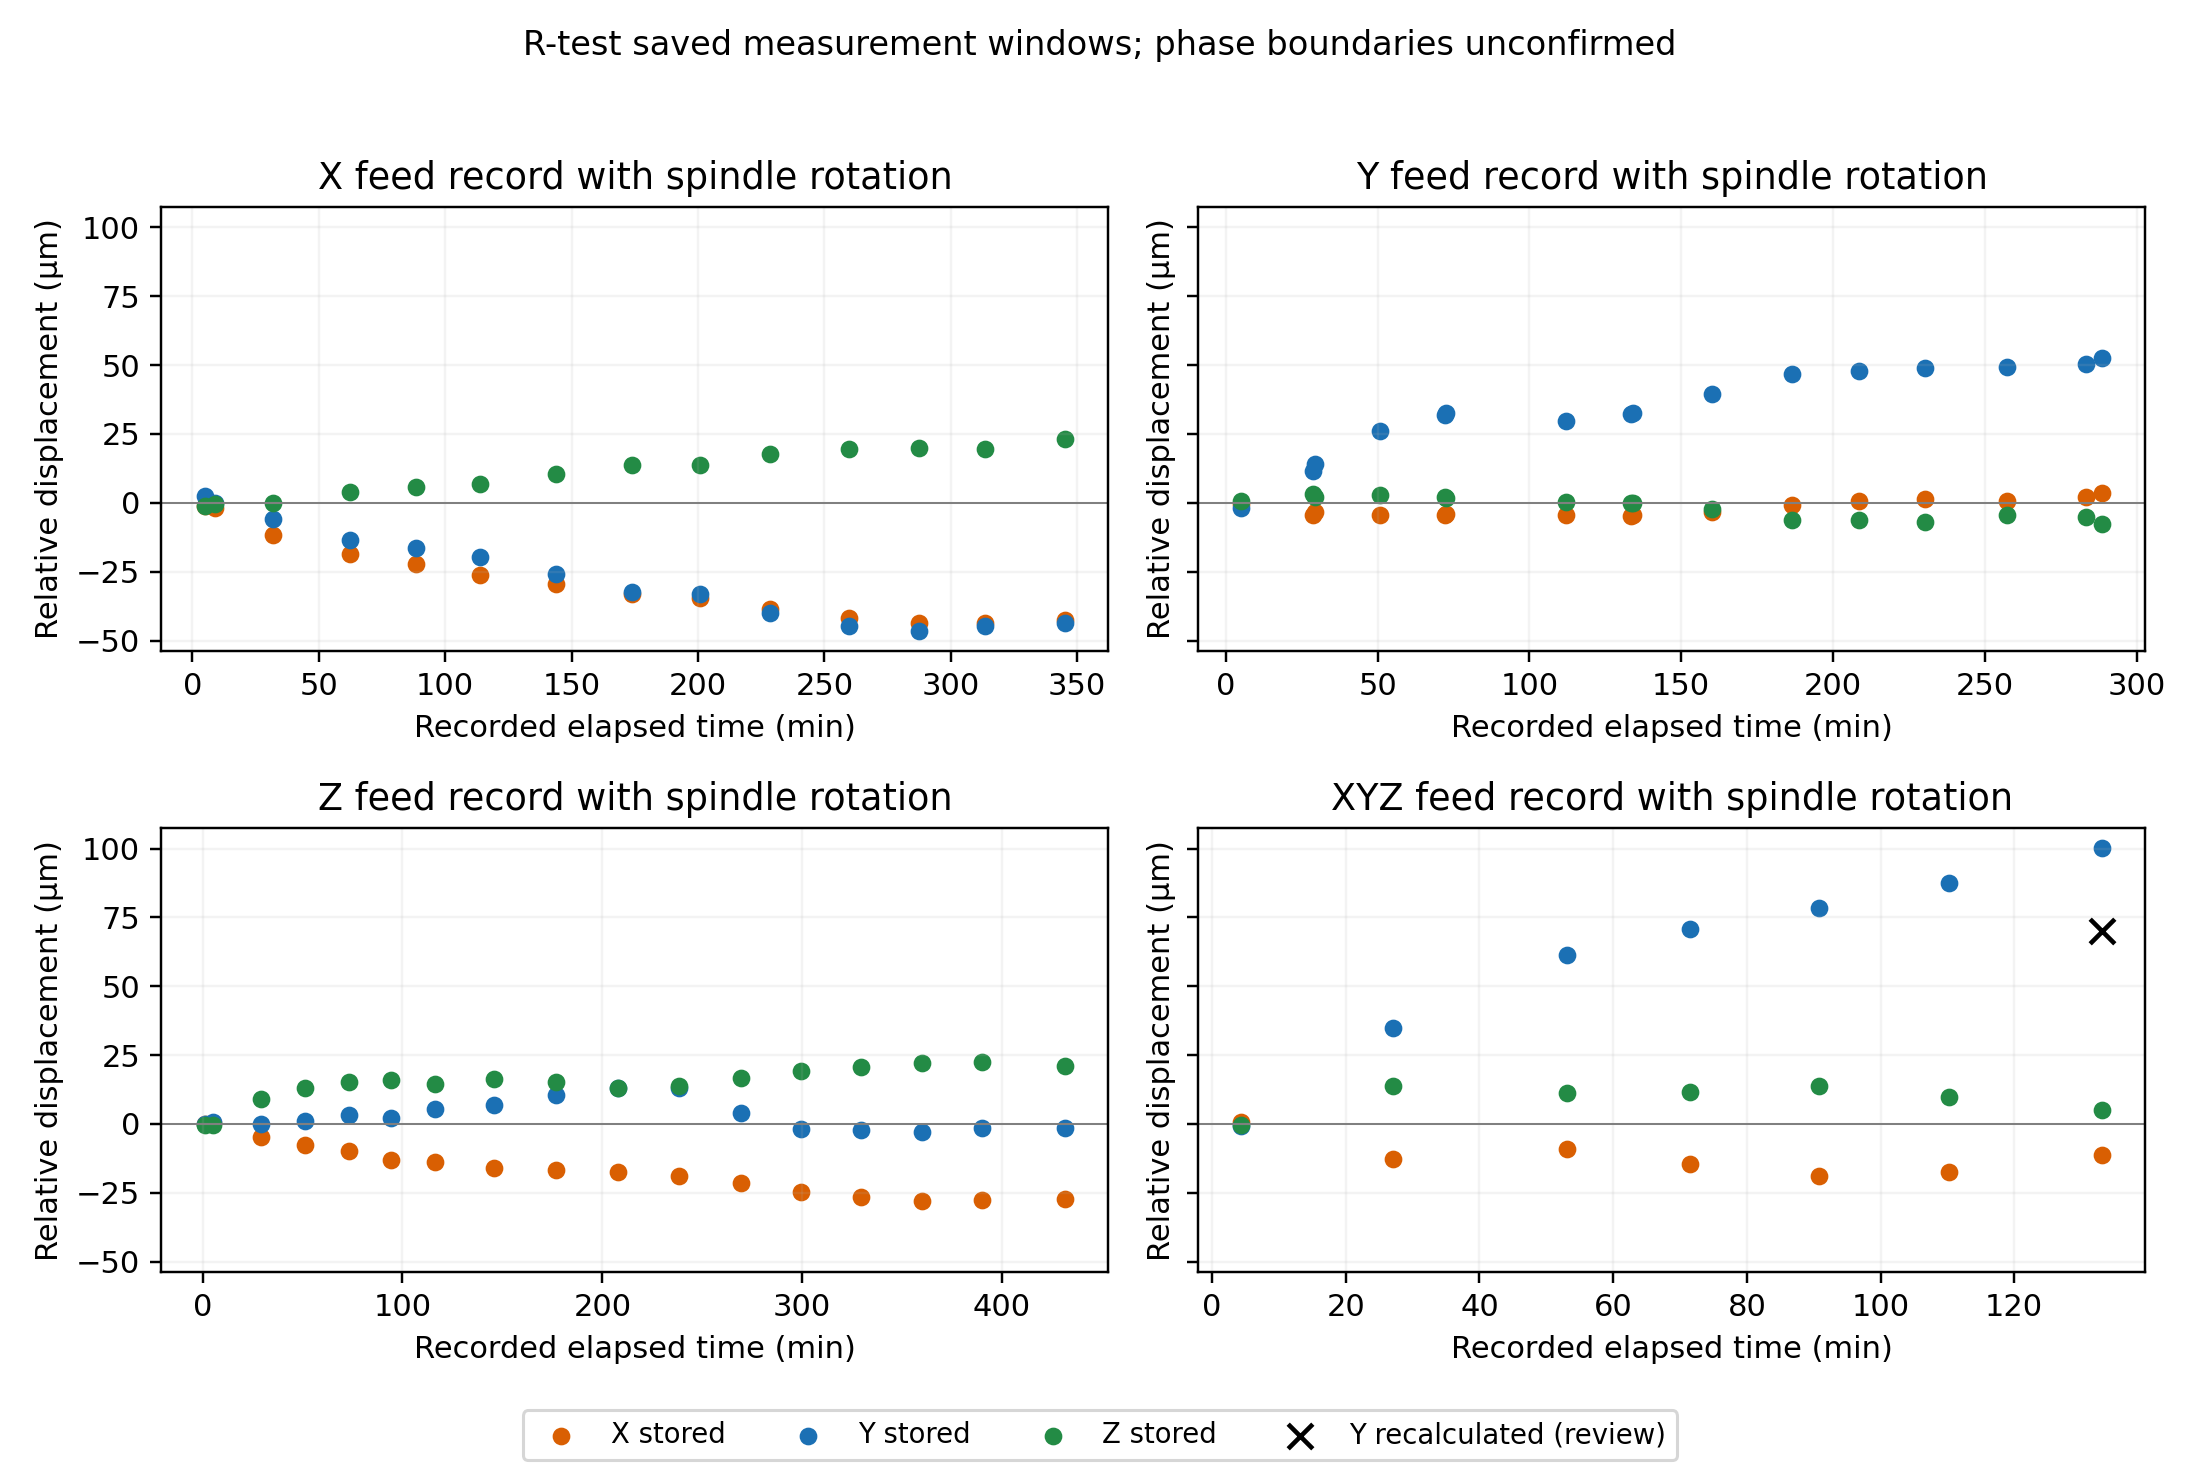 R-test saved measurement windows; phase boundaries unconfirmed
X feed record with spindle rotation
Relative displacement (µm)
100
75
50
25
0
−25
−50
0 50 100 150 200 250 300 350
Recorded elapsed time (min)
Y feed record with spindle rotation
Relative displacement (µm)
0 50 100 150 200 250 300
Recorded elapsed time (min)
Z feed record with spindle rotation
Relative displacement (µm)
100
75
50
25
0
−25
−50
0 100 200 300 400
Recorded elapsed time (min)
XYZ feed record with spindle rotation
Relative displacement (µm)
0 20 40 60 80 100 120
Recorded elapsed time (min)
X stored Y stored Z stored Y recalculated (review)